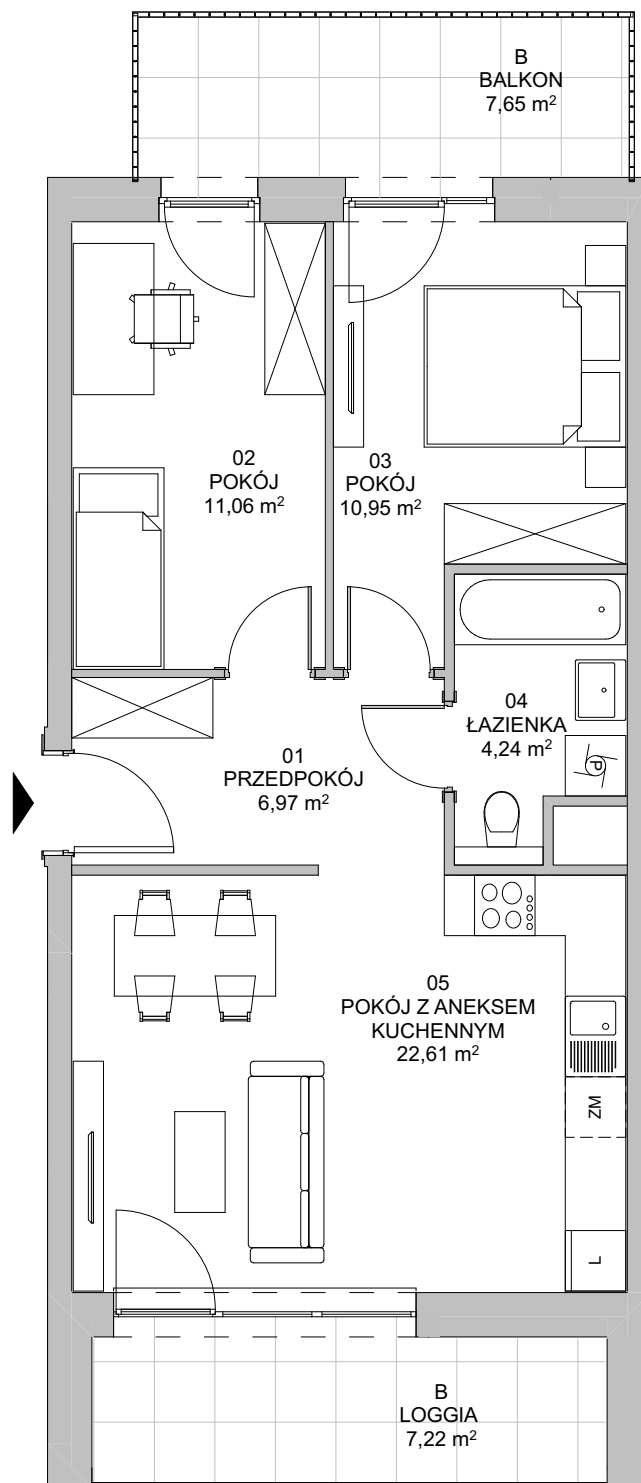 B
BALKON
7,65 m²
02
POKÓJ
11,06 m²
03
POKÓJ
10,95 m²
04
ŁAZIENKA
4,24 m²
P
01
PRZEDPOKÓJ
6,97 m²
05
POKÓJ Z ANEKSEM
KUCHENNYM
22,61 m²
ZM
L
B
LOGGIA
7,22 m²